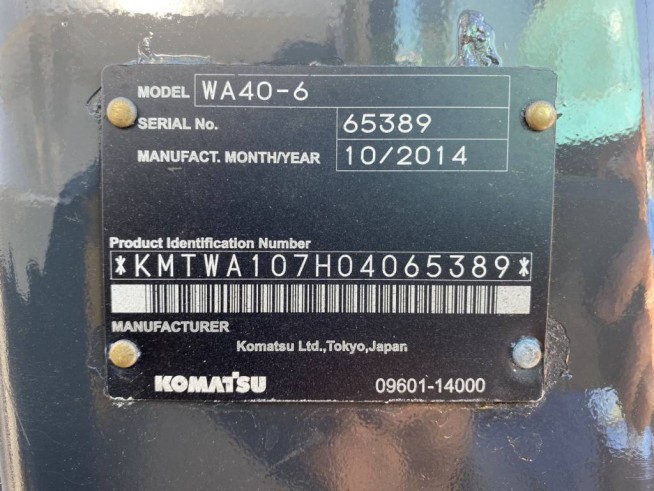 MODEL WA40-6
SERIAL No. 65389
MANUFACT. MONTH/YEAR 10/2014
Product Identification Number
*KMTWA107H04065389*
MANUFACTURER
Komatsu Ltd.,Tokyo,Japan
KOMATSU 09601-14000